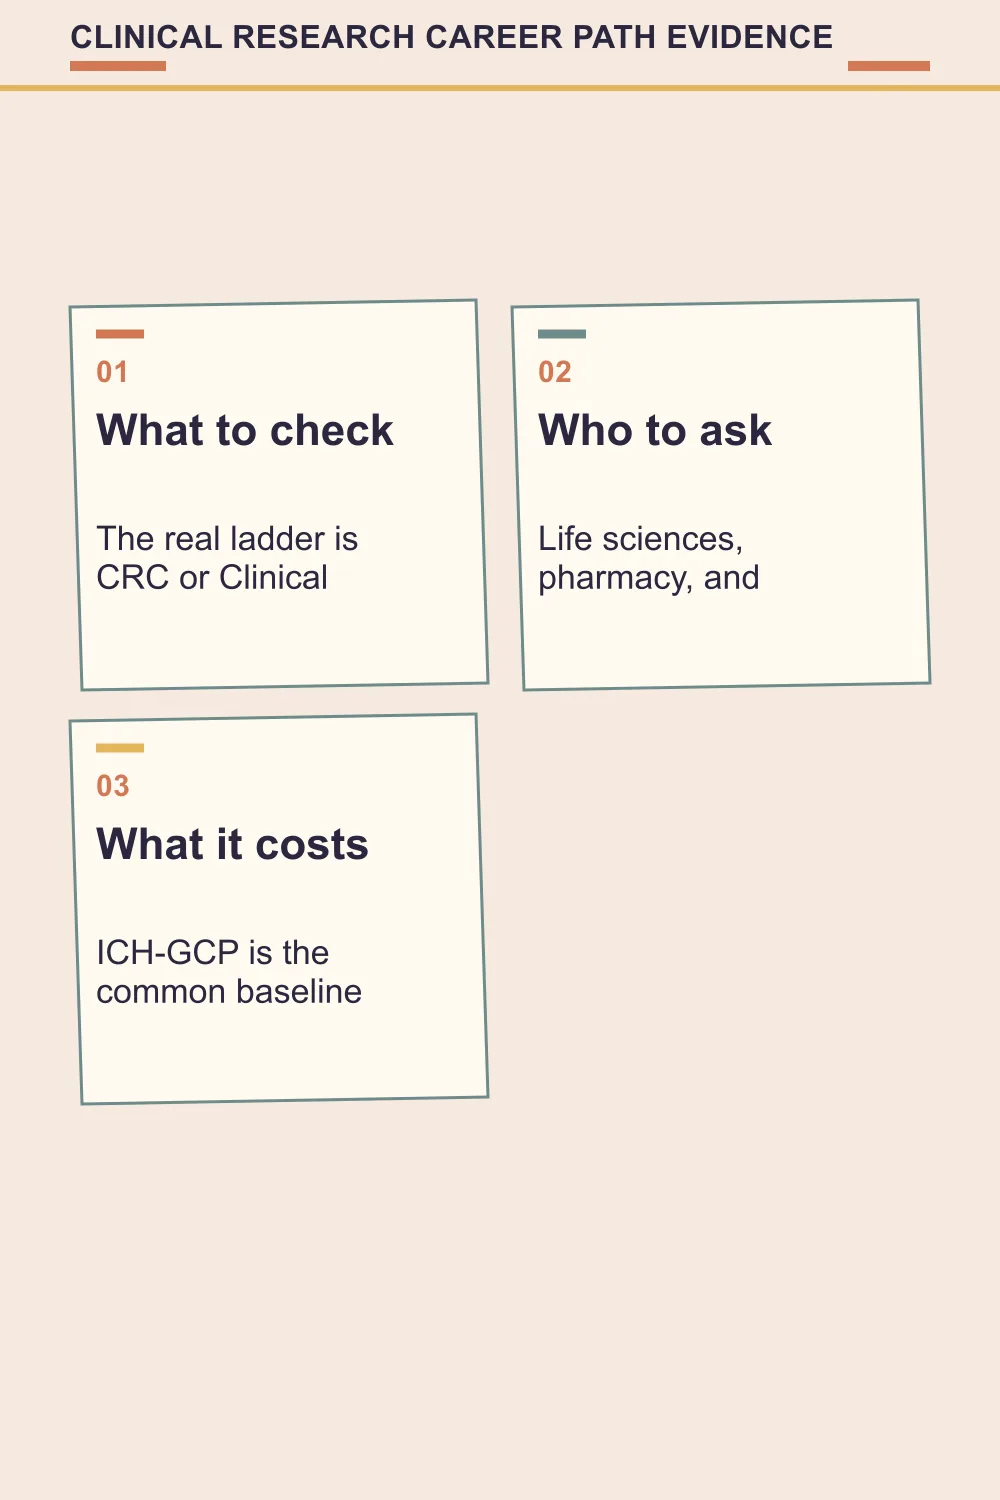 CLINICAL RESEARCH CAREER PATH EVIDENCE
01
What to check
The real ladder is
CRC or Clinical
02
Who to ask
Life sciences,
pharmacy, and
03
What it costs
ICH-GCP is the
common baseline